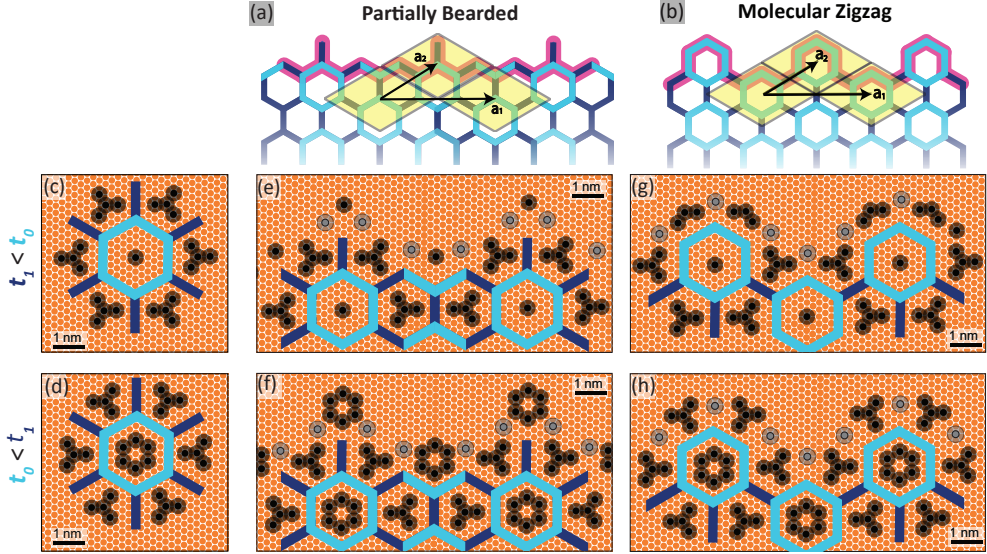 (a)
Partially Bearded
a₂
a₁
(b)
Molecular Zigzag
a₂
a₁
t₁ < t₀
(c)
1 nm
(e)
1 nm
(g)
1 nm
t₀ < t₁
(d)
1 nm
(f)
1 nm
(h)
1 nm